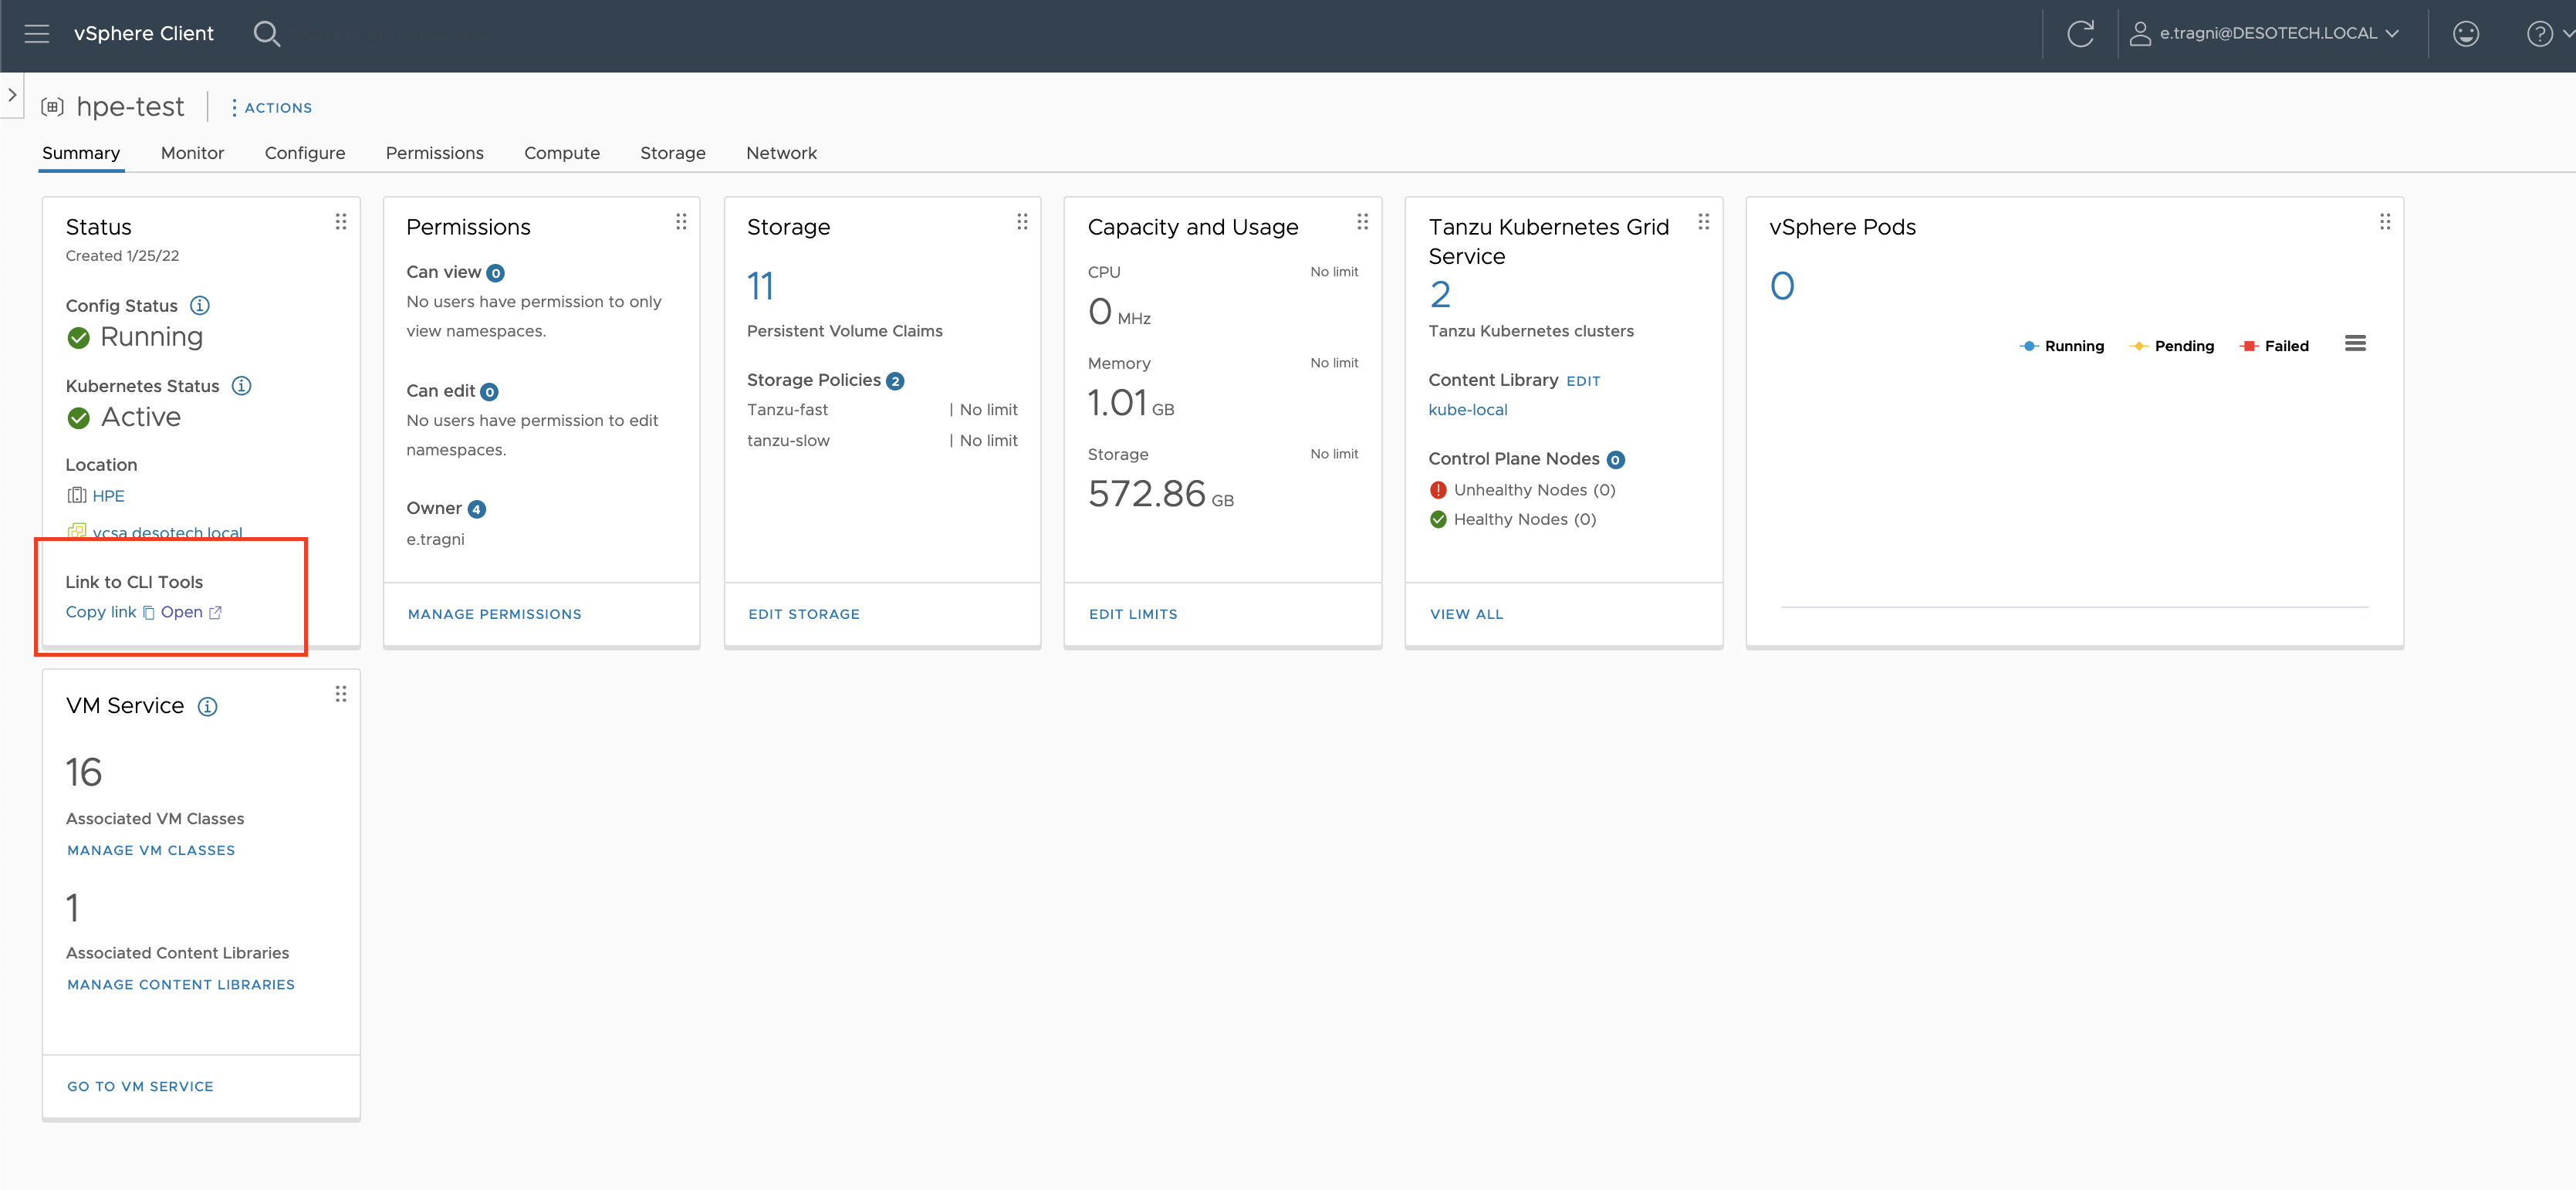 vSphere Client
e.tragni@DESOTECH.LOCAL
hpe-test
ACTIONS
Summary Monitor Configure Permissions Compute Storage Network
Status
Created 1/25/22
Config Status
Running
Kubernetes Status
Active
Location
HPE
vcsa.desotech.local
Link to CLI Tools
Copy link Open
Permissions
Can view 0
No users have permission to only
view namespaces.
Can edit 0
No users have permission to edit
namespaces.
Owner 4
e.tragni
MANAGE PERMISSIONS
Storage
11
Persistent Volume Claims
Storage Policies 2
Tanzu-fast | No limit
tanzu-slow | No limit
EDIT STORAGE
Capacity and Usage
CPU No limit
0 MHz
Memory No limit
1.01 GB
Storage No limit
572.86 GB
EDIT LIMITS
Tanzu Kubernetes Grid
Service
2
Tanzu Kubernetes clusters
Content Library EDIT
kube-local
Control Plane Nodes 0
Unhealthy Nodes (0)
Healthy Nodes (0)
VIEW ALL
vSphere Pods
0
Running Pending Failed
VM Service
16
Associated VM Classes
MANAGE VM CLASSES
1
Associated Content Libraries
MANAGE CONTENT LIBRARIES
GO TO VM SERVICE